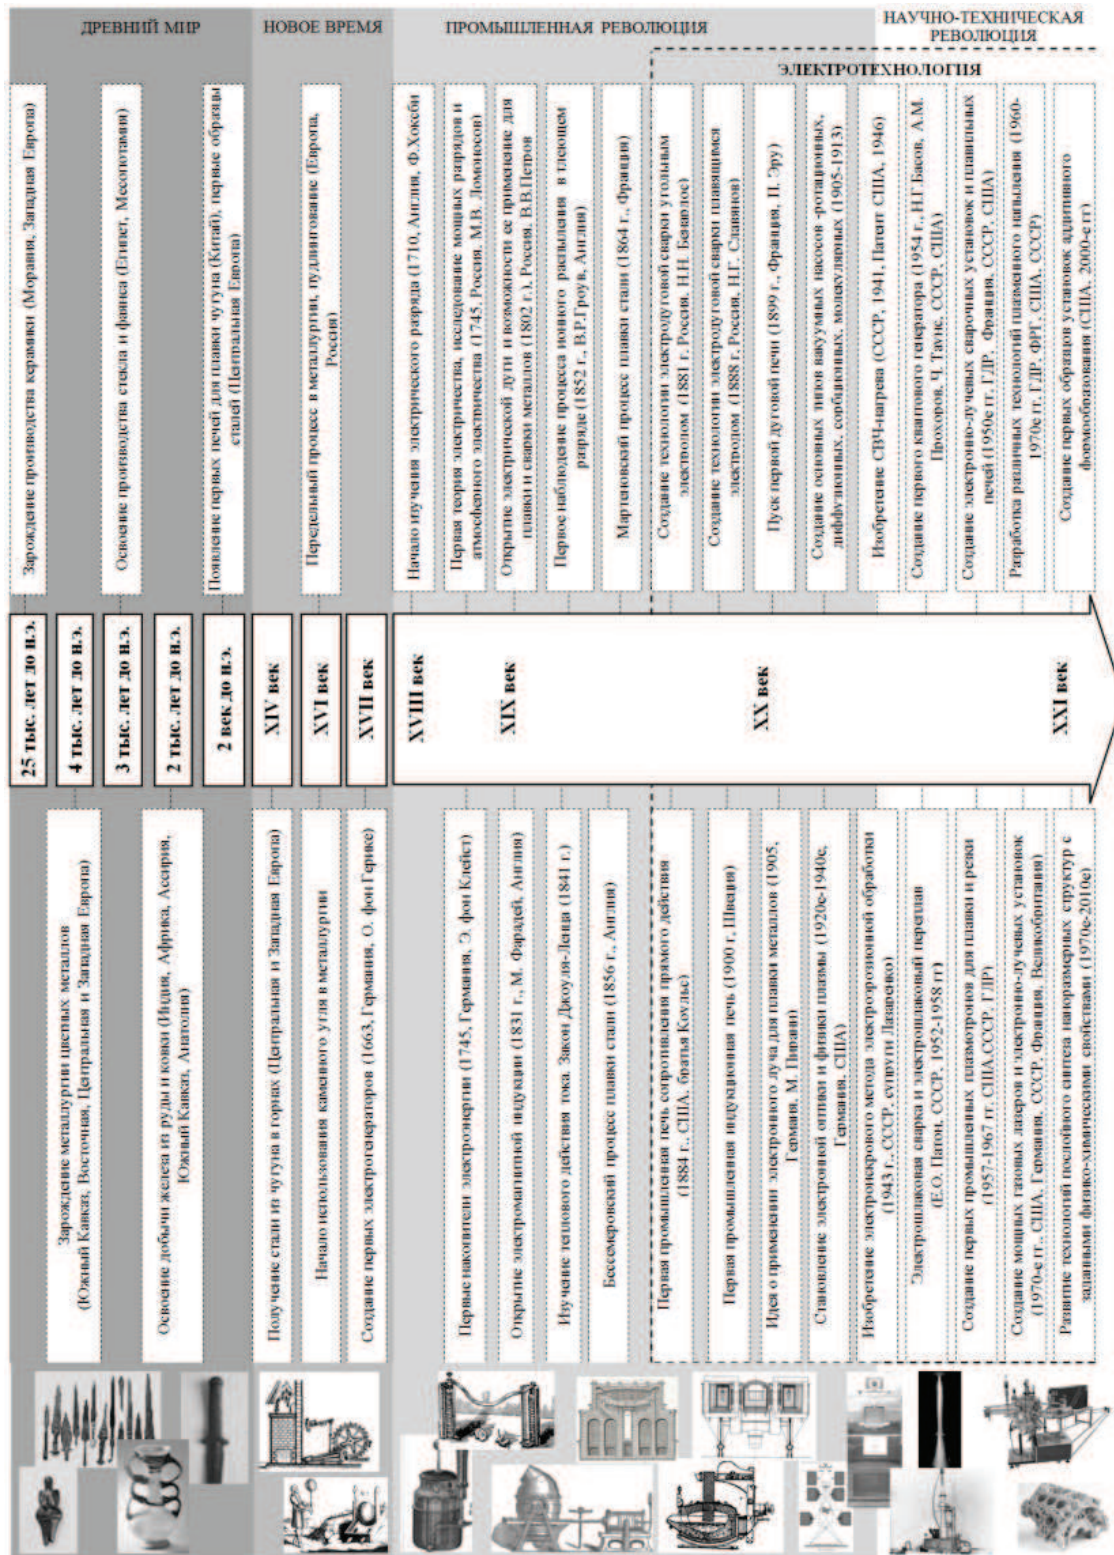 ДРЕВНИЙ МИР
НОВОЕ ВРЕМЯ
ПРОМЫШЛЕННАЯ РЕВОЛЮЦИЯ
НАУЧНО-ТЕХНИЧЕСКАЯ
РЕВОЛЮЦИЯ
ЭЛЕКТРОТЕХНОЛОГИЯ
Зарождение производства керамики (Моравия, Западная Европа)
Освоение производства стекла и фаянса (Египет, Месопотамия)
Появление первых печей для плавки чугуна (Китай), первые образцы
сталей (Центральная Европа)
Передельный процесс в металлургии, пудлингование (Европа,
Россия)
Начало изучения электрического разряда (1710, Англия, Ф.Хоксби)
Первая теория электричества, исследование мощных разрядов и
атмосферного электричества (1745, Россия, М.В. Ломоносов)
Открытие электрической дуги и возможности ее применение для
плавки и сварки металлов (1802 г.), Россия, В.В.Петров
Первое наблюдение процесса ионного распыления в тлеющем
разряде (1852 г., В.Р.Гроув, Англия)
Мартеновский процесс плавки стали (1864 г., Франция)
Создание технологии электродуговой сварки угольным
электродом (1881 г, Россия, Н.Н. Бенардос)
Создание технологии электродуговой сварки плавящимся
электродом (1888 г, Россия, Н.Г. Славянов)
Пуск первой дуговой печи (1899 г., Франция, П. Эру)
Создание основных типов вакуумных насосов -ротационных,
диффузионных, сорбционных, молекулярных (1905-1913)
Изобретение СВЧ-нагрева (СССР, 1941, Патент США, 1946)
Создание первого квантового генератора (1954 г., Н.Г.Басов, А.М.
Прохоров, Ч. Таунс, СССР, США)
Создание электронно-лучевых сварочных установок и плавильных
печей (1950е гг, ГДР, Франция, СССР, США)
Разработка различных технологий плазменного напыления (1960-
1970е гг, ГДР, ФРГ, США, СССР)
Создание первых образцов установок аддитивного
формообразования (США, 2000-е гг)
25 тыс. лет до н.э.
4 тыс. лет до н.э.
3 тыс. лет до н.э.
2 тыс. лет до н.э.
2 век до н.э.
XIV век
XVI век
XVII век
XVIII век
XIX век
XX век
XXI век
Зарождение металлургии цветных металлов
(Южный Кавказ, Восточная, Центральная и Западная Европа)
Освоение добычи железа из руды и ковки (Индия, Африка, Ассирия,
Южный Кавказ, Анатолия)
Получение стали из чугуна в горнах (Центральная и Западная Европа)
Начало использования каменного угля в металлургии
Создание первых электрогенераторов (1663, Германия, О. фон Герике)
Первые накопители электроэнергии (1745, Германия, Э. фон Клейст)
Открытие электромагнитной индукции (1831 г., М. Фарадей, Англия)
Изучение теплового действия тока. Закон Джоуля-Ленца (1841 г.)
Бессемеровский процесс плавки стали (1856 г., Англия)
Первая промышленная печь сопротивления прямого действия
(1884 г., США, братья Коульс)
Первая промышленная индукционная печь (1900 г, Швеция)
Идея о применении электронного луча для плавки металлов (1905,
Германия, М. Пирани)
Становление электронной оптики и физики плазмы (1920е-1940е,
Германия, США)
Изобретение электроискрового метода электроэрозионной обработки
(1943 г., СССР, супруги Лазаренко)
Электрошлаковая сварка и электрошлаковый переплав
(Е.О. Патон, СССР, 1952-1958 гг)
Создание первых промышленных плазмотронов для плавки и резки
(1957-1967 гг, США,СССР, ГДР)
Создание мощных газовых лазеров и электронно-лучевых установок
(1970-е гг., США, Германия, СССР, Франция, Великобритания)
Развитие технологий послойного синтеза наноразмерных структур с
заданными физико-химическими свойствами (1970е-2010е)